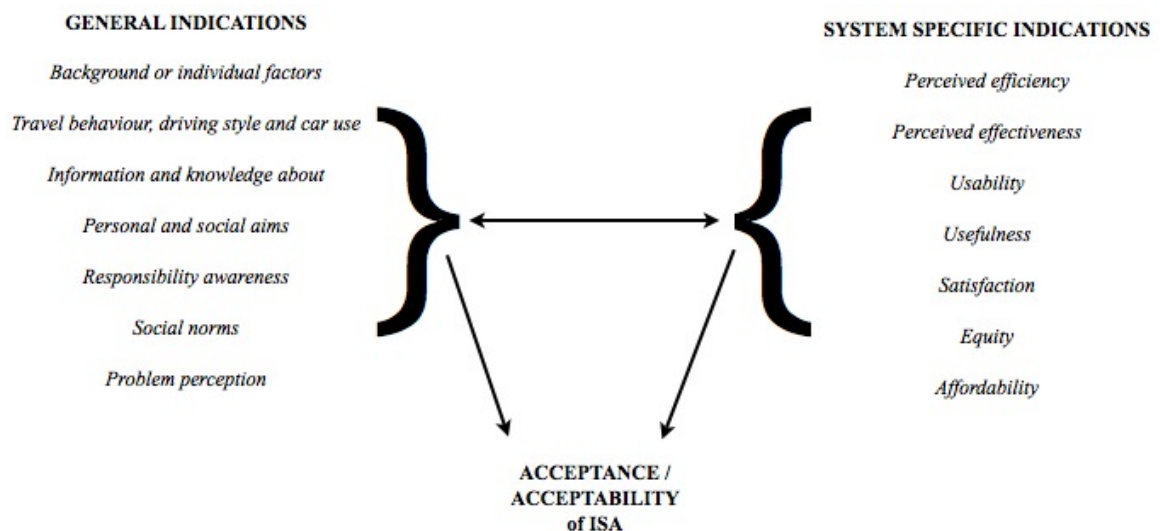 GENERAL INDICATIONS
Background or individual factors
Travel behaviour, driving style and car use
Information and knowledge about
Personal and social aims
Responsibility awareness
Social norms
Problem perception
SYSTEM SPECIFIC INDICATIONS
Perceived efficiency
Perceived effectiveness
Usability
Usefulness
Satisfaction
Equity
Affordability
ACCEPTANCE /
ACCEPTABILITY
of ISA